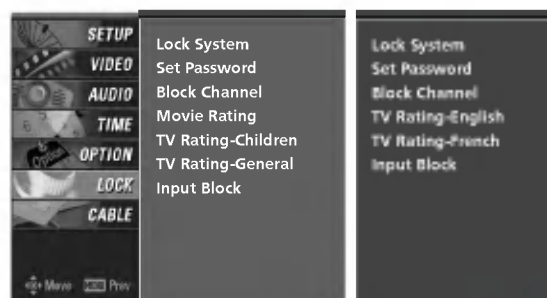 SETUP
VIDEO
AUDIO
TIME
OPTION
LOCK
CABLE
Move Prev
Lock System
Set Password
Block Channel
Movie Rating
TV Rating-Children
TV Rating-General
Input Block
Lock System
Set Password
Block Channel
TV Rating-English
TV Rating-French
Input Block